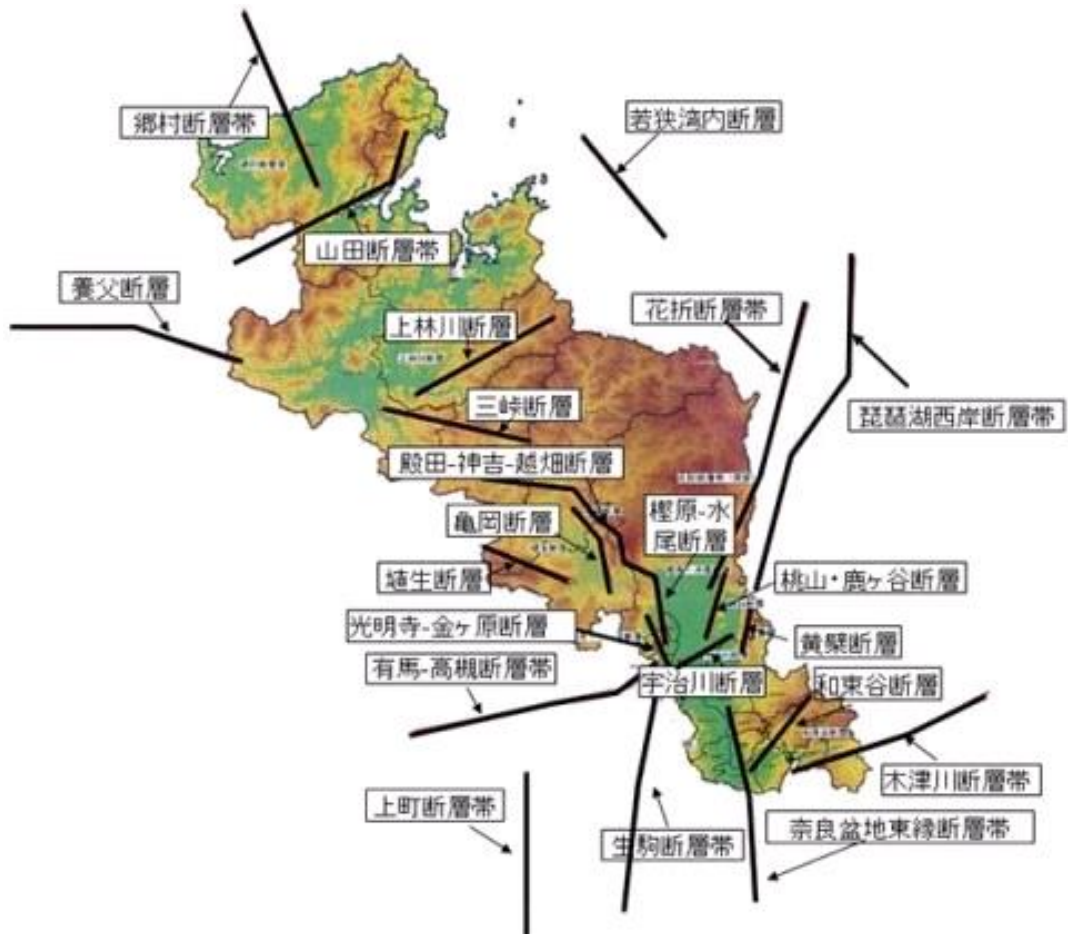 郷村断層帯
若狭湾内断層
山田断層帯
養父断層
花折断層帯
上林川断層
三峠断層
琵琶湖西岸断層帯
殿田-神吉-越畑断層
樫原-水
尾断層
亀岡断層
埴生断層
桃山・鹿ヶ谷断層
光明寺-金ヶ原断層
黄檗断層
有馬-高槻断層帯
宇治川断層
和束谷断層
木津川断層帯
上町断層帯
生駒断層帯
奈良盆地東縁断層帯